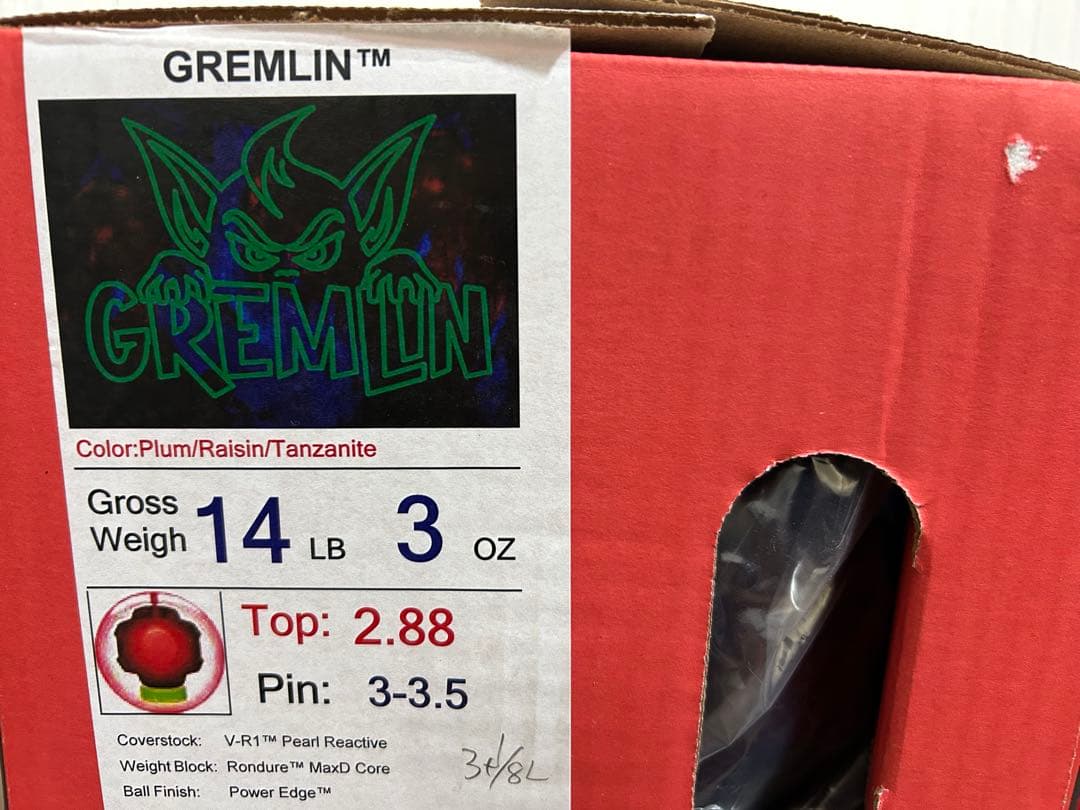 GREMLIN™
GREMLIN
Color:Plum/Raisin/Tanzanite
Gross Weigh 14 LB 3 OZ
Top: 2.88
Pin: 3-3.5
Coverstock: V-R1™ Pearl Reactive
Weight Block: Rondure™ MaxD Core
Ball Finish: Power Edge™